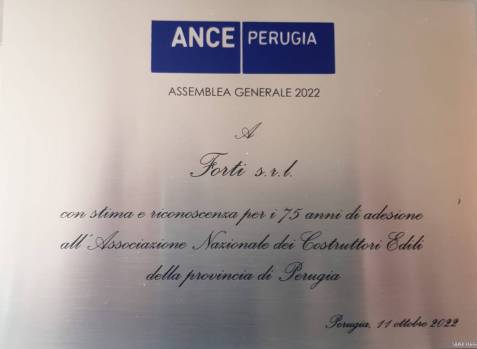 ANCE PERUGIA
ASSEMBLEA GENERALE 2022
A
Forti s.r.l.
con stima e riconoscenza per i 75 anni di adesione
all'Associazione Nazionale dei Costruttori Edili
della provincia di Perugia
Perugia, 11 ottobre 2022